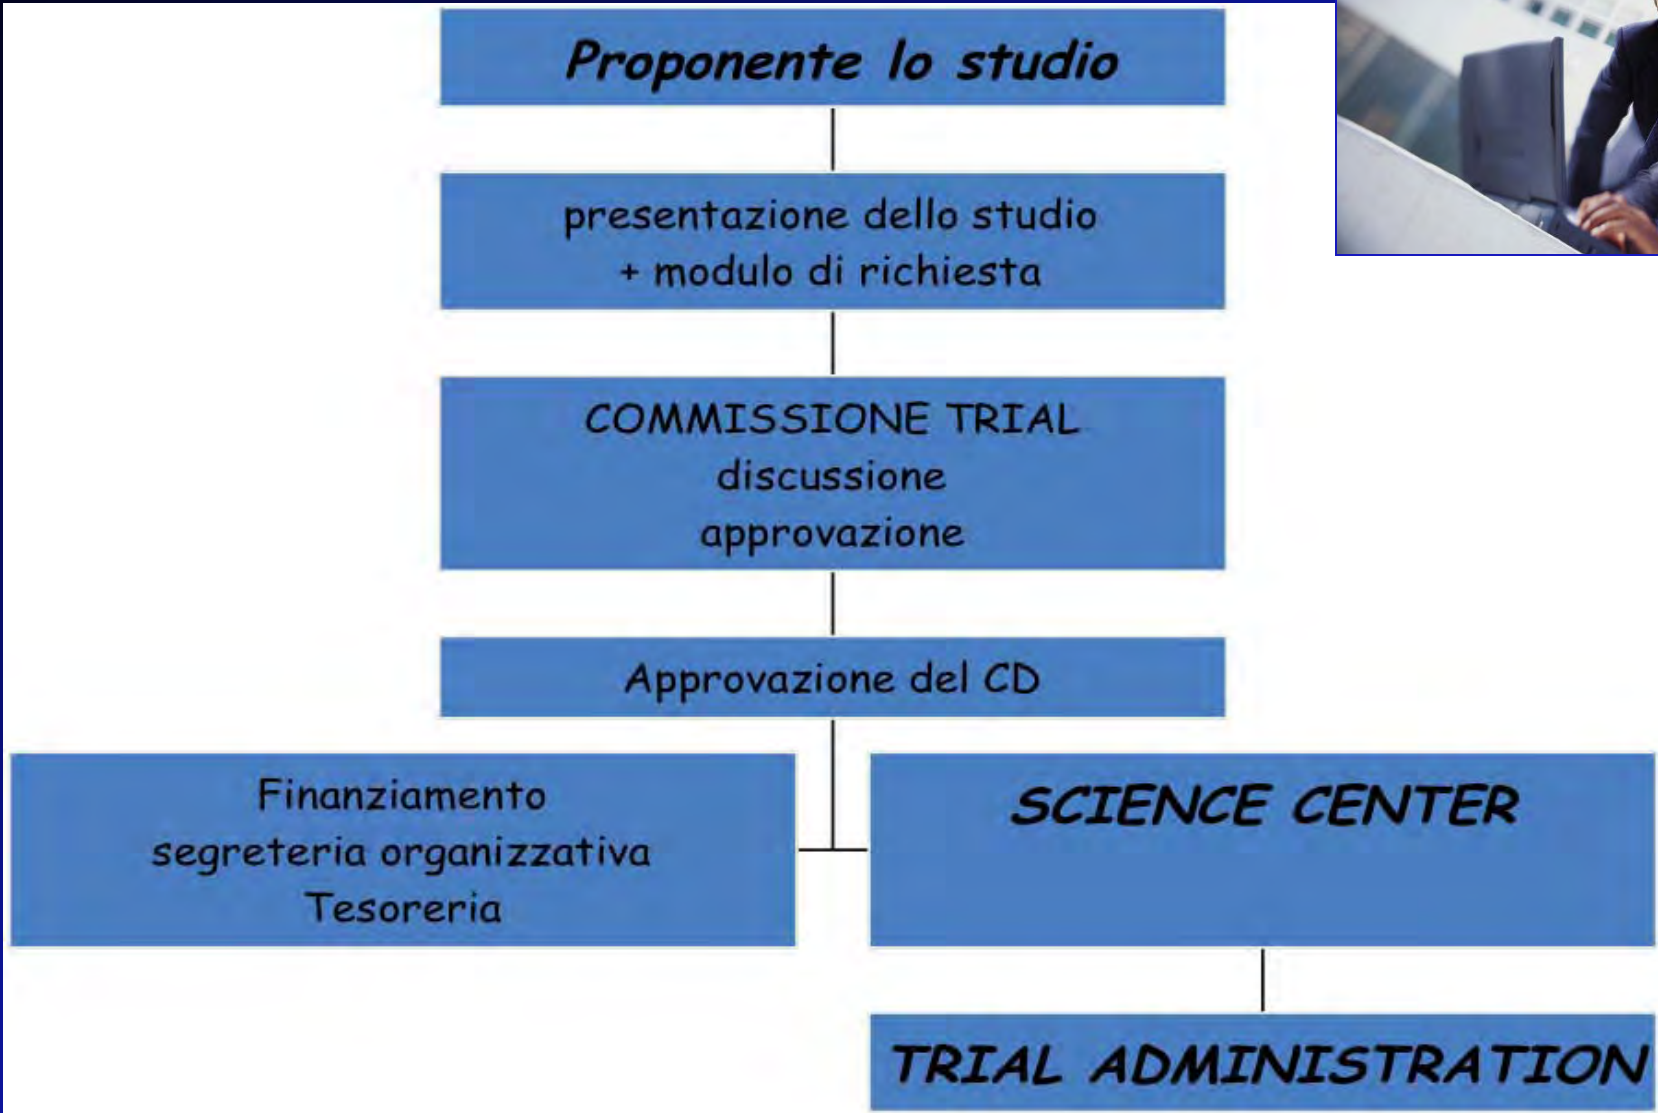 Proponente lo studio
presentazione dello studio
+ modulo di richiesta
COMMISSIONE TRIAL
discussione
approvazione
Approvazione del CD
Finanziamento
segreteria organizzativa
Tesoreria
SCIENCE CENTER
TRIAL ADMINISTRATION